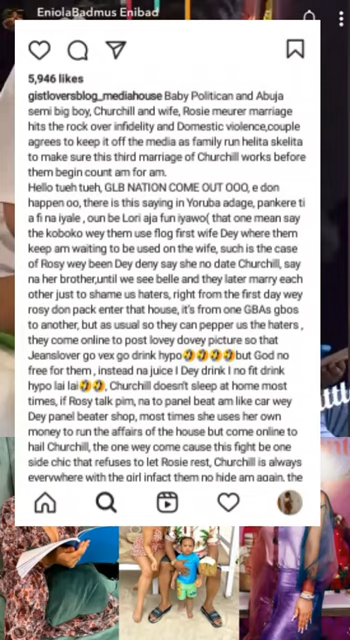 EniolaBadmus Enibad
5,946 likes
gistloversblog_mediahouse Baby Politican and Abuja
semi big boy, Churchill and wife, Rosie meurer marriage
hits the rock over infidelity and Domestic violence,couple
agrees to keep it off the media as family run helita skelita
to make sure this third marriage of Churchill works before
them begin count am for am.
Hello tueh tueh, GLB NATION COME OUT OOO, e don
happen oo, there is this saying in Yoruba adage, pankere ti
a fi na iyale , oun be Lori aja fun iyawo( that one mean say
the koboko wey them use flog first wife Dey where them
keep am waiting to be used on the wife, such is the case
of Rosy wey been Dey deny say she no date Churchill, say
na her brother,until we see belle and they later marry each
other just to shame us haters, right from the first day wey
rosy don pack enter that house, it's from one GBAs gbos
to another, but as usual so they can pepper us the haters ,
they come online to post lovey dovey picture so that
Jeanslover go vex go drink hypo🤣🤣🤣🤣but God no
free for them , instead na juice I Dey drink I no fit drink
hypo lai lai🤣🤣, Churchill doesn't sleep at home most
times, if Rosy talk pim, na to panel beat am like car wey
Dey panel beater shop, most times she uses her own
money to run the affairs of the house but come online to
hail Churchill, the one wey come cause this fight be one
side chic that refuses to let Rosie rest, Churchill is always
everywhere with the girl infact them no hide am again, the